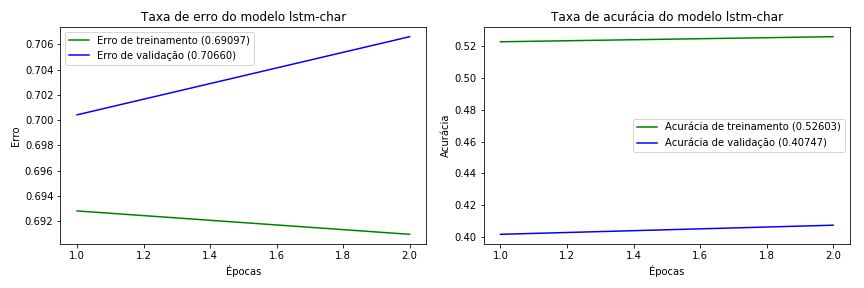 Taxa de erro do modelo lstm-char
Erro de treinamento (0.69097)
Erro de validação (0.70660)
0.706
0.704
0.702
0.700
0.698
0.696
0.694
0.692
Erro
1.0 1.2 1.4 1.6 1.8 2.0
Épocas
Taxa de acurácia do modelo lstm-char
Acurácia de treinamento (0.52603)
Acurácia de validação (0.40747)
0.52
0.50
0.48
0.46
0.44
0.42
0.40
Acurácia
1.0 1.2 1.4 1.6 1.8 2.0
Épocas